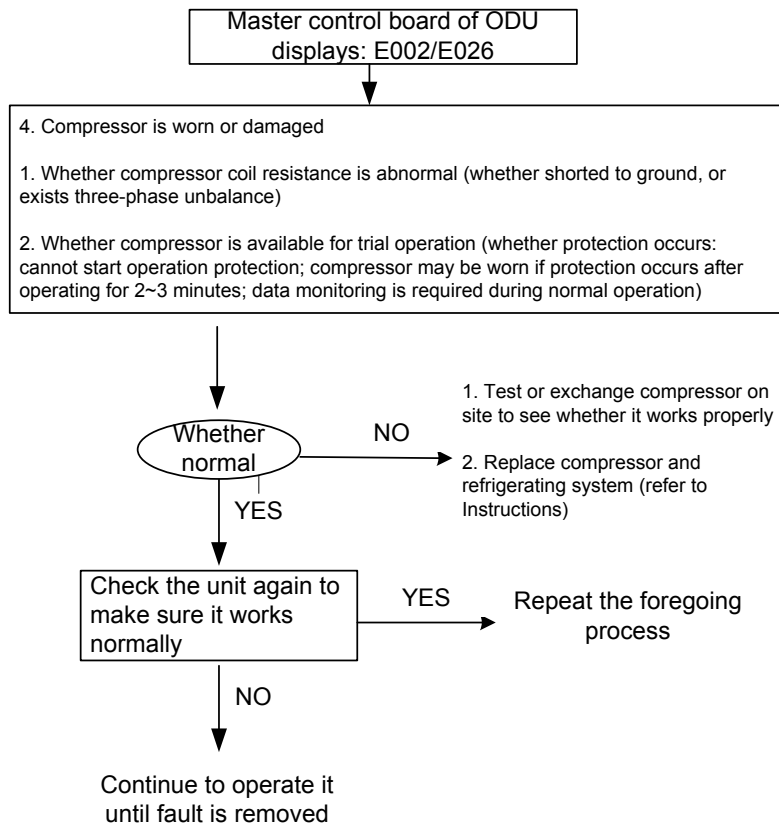 Master control board of ODU
displays: E002/E026
4. Compressor is worn or damaged
1. Whether compressor coil resistance is abnormal (whether shorted to ground, or
exists three-phase unbalance)
2. Whether compressor is available for trial operation (whether protection occurs:
cannot start operation protection; compressor may be worn if protection occurs after
operating for 2~3 minutes; data monitoring is required during normal operation)
Whether
normal
NO
1. Test or exchange compressor on
site to see whether it works properly
2. Replace compressor and
refrigerating system (refer to
Instructions)
YES
Check the unit again to
make sure it works
normally
YES
Repeat the foregoing
process
NO
Continue to operate it
until fault is removed